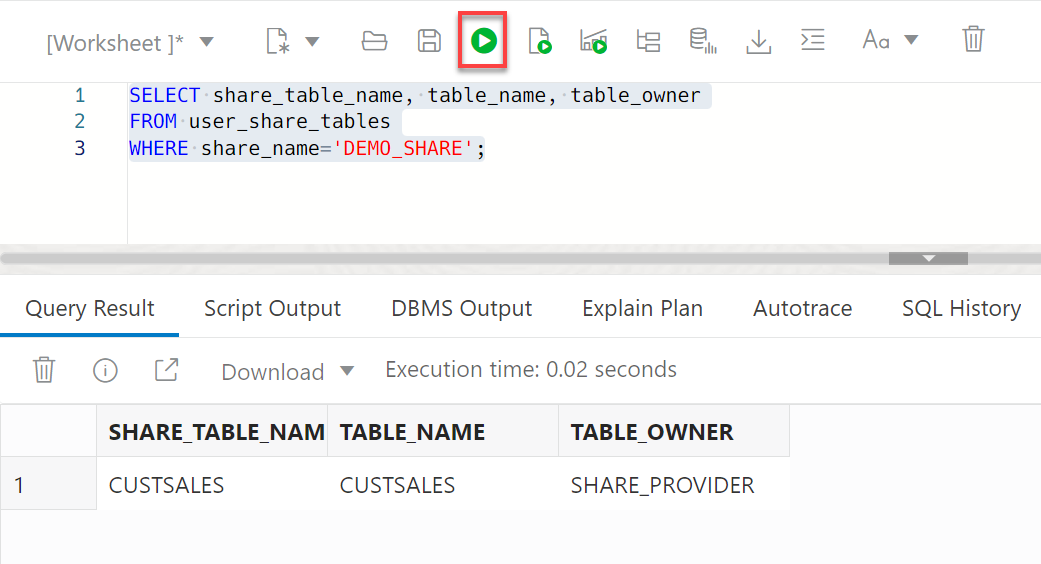 [Worksheet ]*
Aa
1 SELECT share_table_name, table_name, table_owner
2 FROM user_share_tables
3 WHERE share_name='DEMO_SHARE';
Query Result Script Output DBMS Output Explain Plan Autotrace SQL History
Download Execution time: 0.02 seconds
SHARE_TABLE_NAM TABLE_NAME TABLE_OWNER
1 CUSTSALES CUSTSALES SHARE_PROVIDER